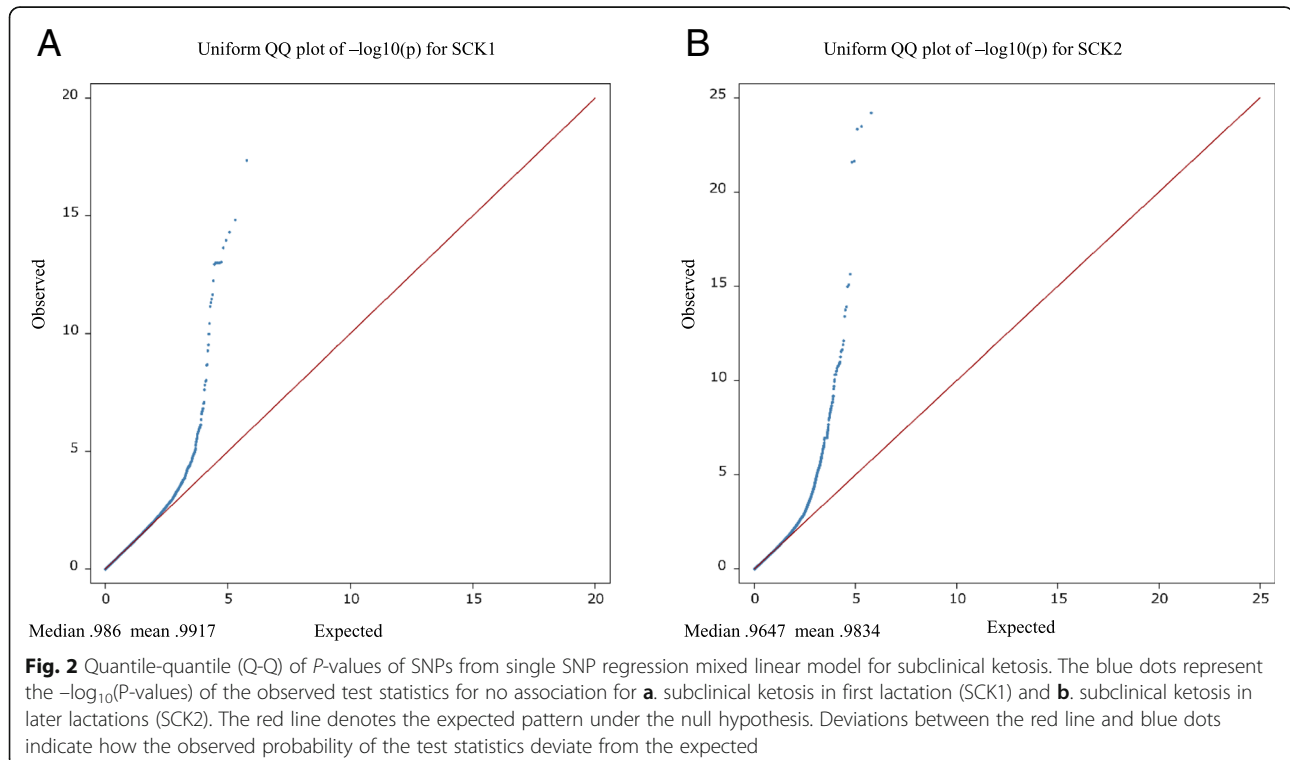 A
Uniform QQ plot of –log10(p) for SCK1
20
15
10
5
0
Observed
0 5 10 15 20
Median .986 mean .9917 Expected
B
Uniform QQ plot of –log10(p) for SCK2
25
20
15
10
5
0
Observed
0 5 10 15 20 25
Median .9647 mean .9834 Expected
Fig. 2 Quantile-quantile (Q-Q) of P-values of SNPs from single SNP regression mixed linear model for subclinical ketosis. The blue dots represent
the –log10(P-values) of the observed test statistics for no association for a. subclinical ketosis in first lactation (SCK1) and b. subclinical ketosis in
later lactations (SCK2). The red line denotes the expected pattern under the null hypothesis. Deviations between the red line and blue dots
indicate how the observed probability of the test statistics deviate from the expected